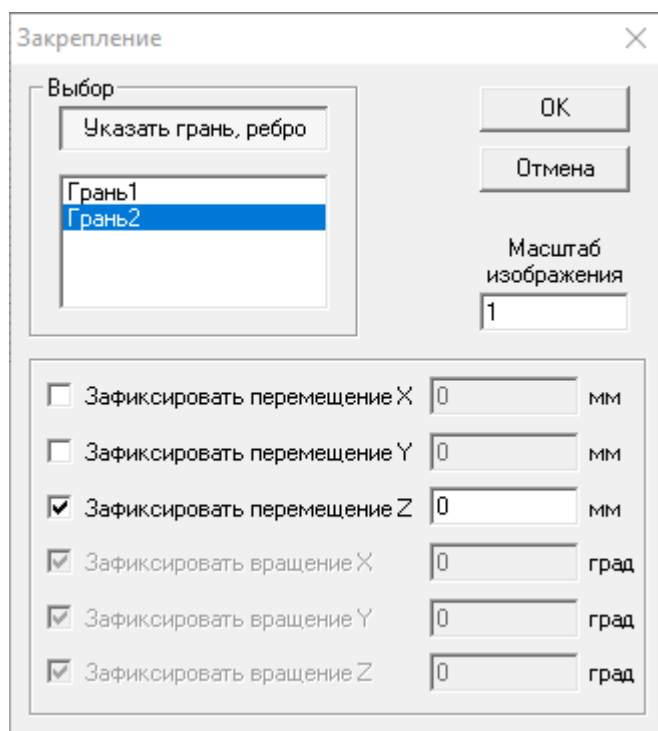 Закрепление
Выбор
Указать грань, ребро
Грань1
Грань2
OK
Отмена
Масштаб
изображения
1
Зафиксировать перемещение X 0 мм
Зафиксировать перемещение Y 0 мм
Зафиксировать перемещение Z 0 мм
Зафиксировать вращение X 0 град
Зафиксировать вращение Y 0 град
Зафиксировать вращение Z 0 град